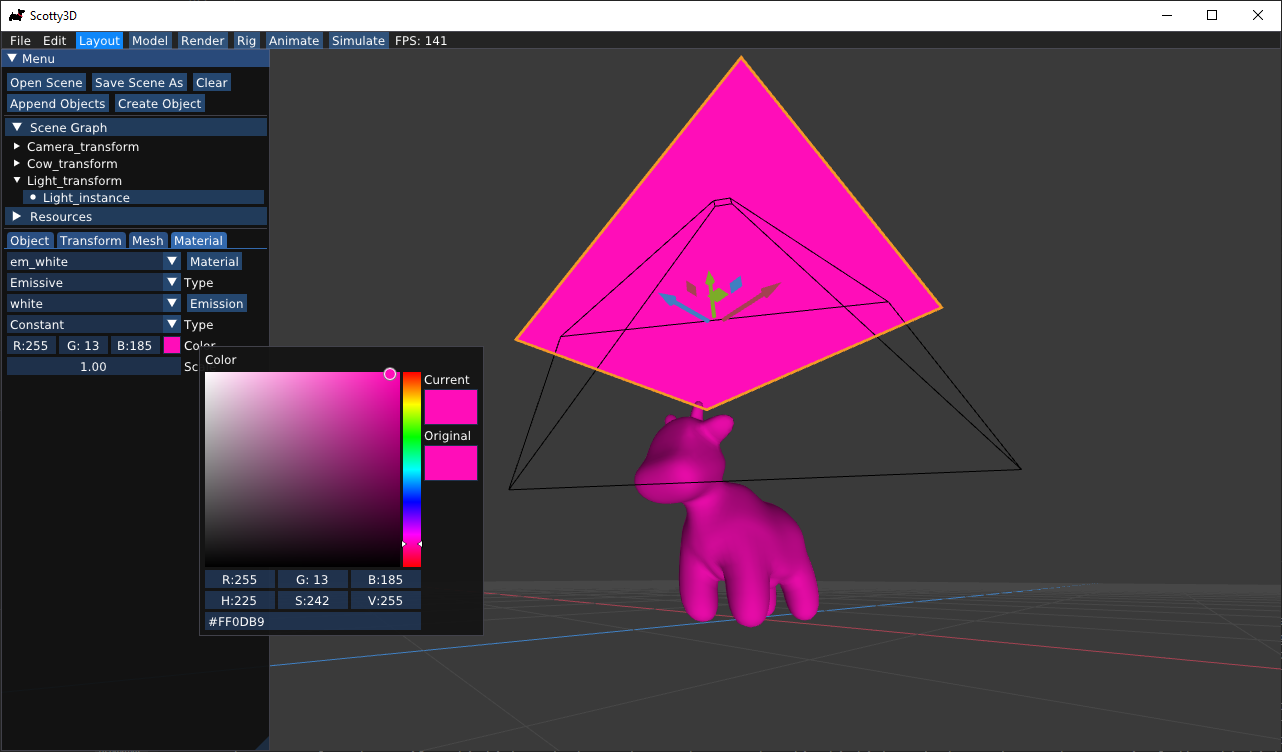 Scotty3D
File Edit Layout Model Render Rig Animate Simulate FPS: 141
Menu
Open Scene Save Scene As Clear
Append Objects Create Object
Scene Graph
Camera_transform
Cow_transform
Light_transform
Light_instance
Resources
Object Transform Mesh Material
em_white Material
Emissive Type
white Emission
Constant Type
R:255 G: 13 B:185 Color
1.00 Sc
Color
Current
Original
R:255 G: 13 B:185
H:225 S:242 V:255
#FF0DB9